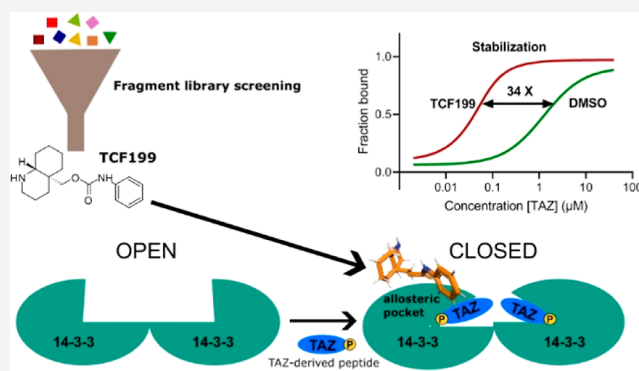 Fragment library screening
TCF199
H
HN
O
O
H
N
Stabilization
34 X
TCF199
DMSO
Fraction bound
1.0
0.5
0.0
0.01
0.1
1
10
Concentration [TAZ] (µM)
OPEN
CLOSED
allosteric
pocket
TAZ
P
TAZ
P
14-3-3
14-3-3
14-3-3
14-3-3
TAZ
P
TAZ-derived peptide